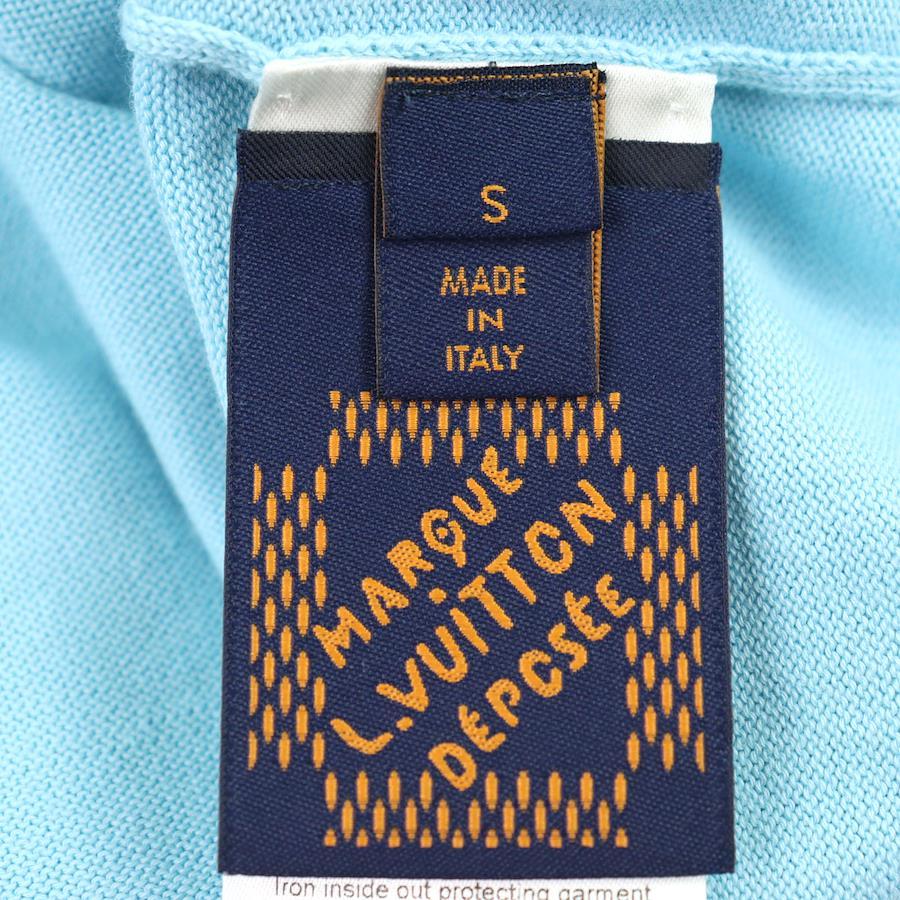 S
MADE
IN
ITALY
MARQUE
L.VUITTON
DÉPOSÉE
Iron inside out protecting garment